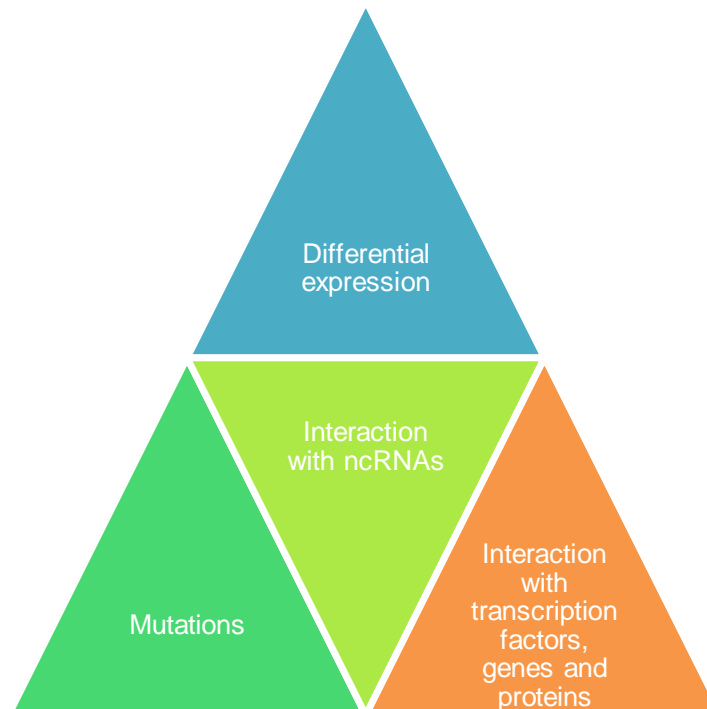 Differential
expression
Interaction
with ncRNAs
Mutations
Interaction
with
transcription
factors,
genes and
proteins